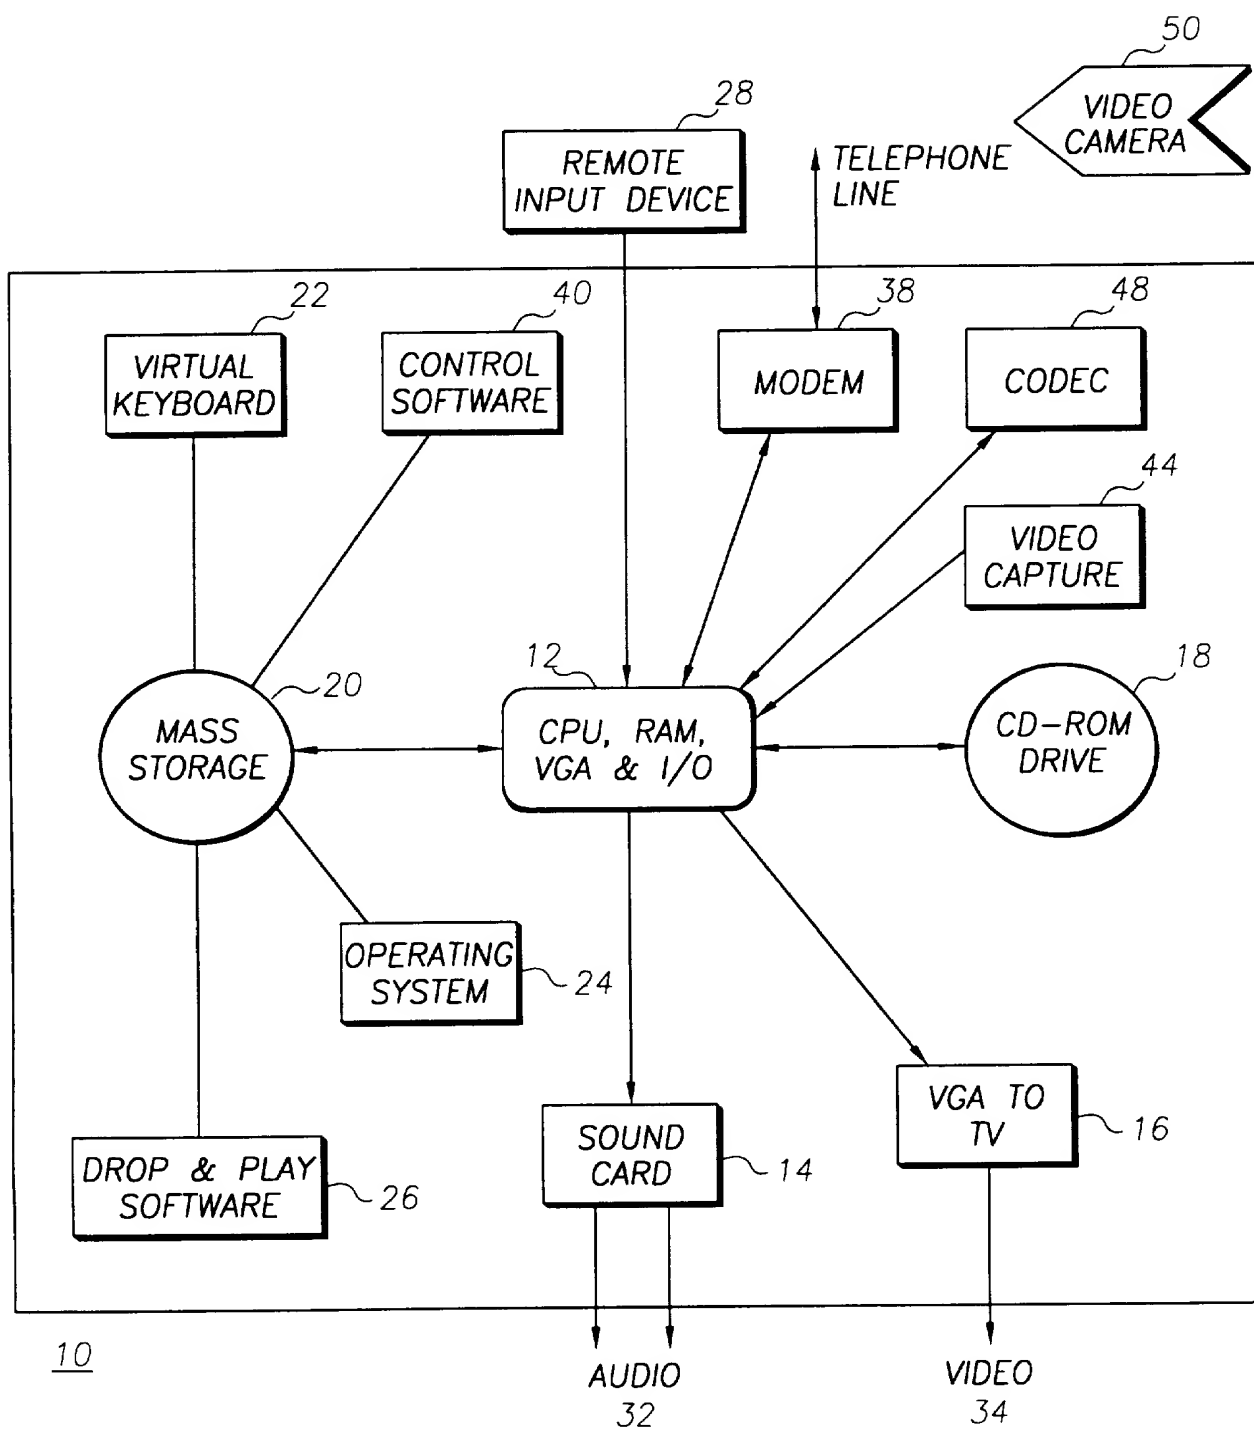 50
VIDEO
CAMERA
28
REMOTE
INPUT DEVICE
TELEPHONE
LINE
22
VIRTUAL
KEYBOARD
40
CONTROL
SOFTWARE
38
MODEM
48
CODEC
44
VIDEO
CAPTURE
20
MASS
STORAGE
12
CPU, RAM,
VGA & I/O
18
CD-ROM
DRIVE
OPERATING
SYSTEM
24
VGA TO
TV
16
SOUND
CARD
14
DROP & PLAY
SOFTWARE
26
10
AUDIO
32
VIDEO
34